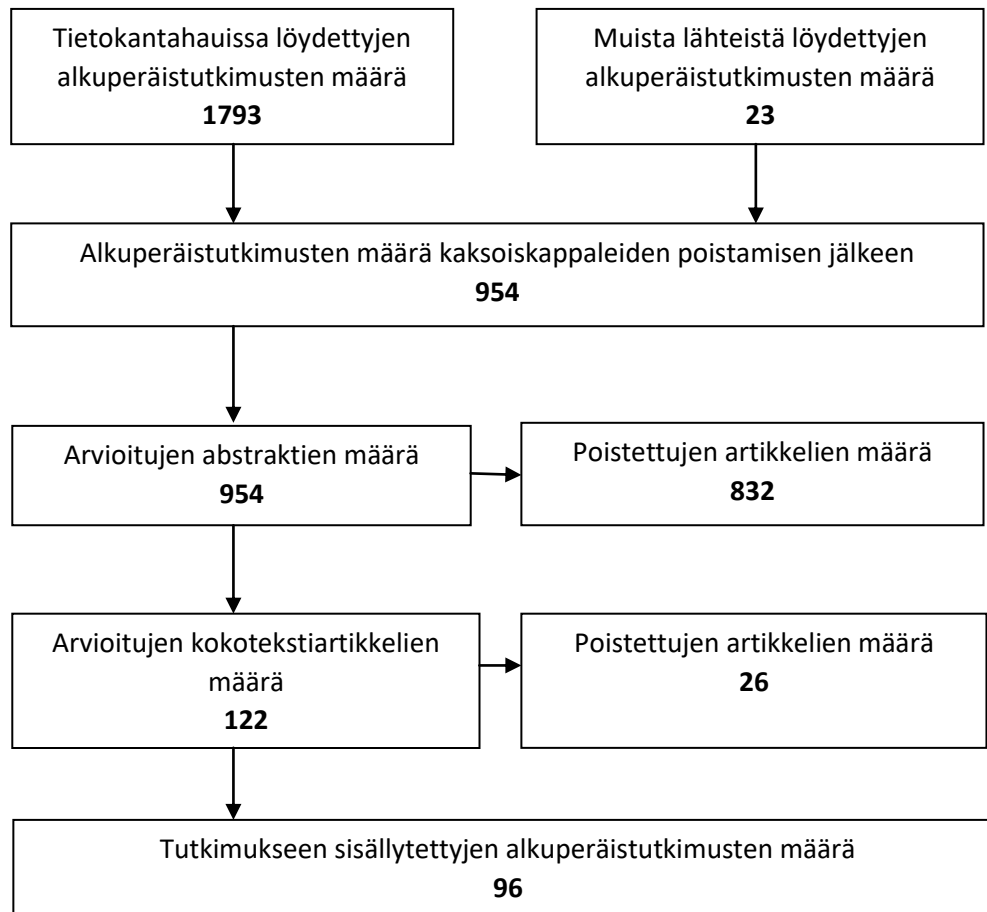 Tietokantahauissa löydettyjen
alkuperäistutkimusten määrä
1793
Muista lähteistä löydettyjen
alkuperäistutkimusten määrä
23
Alkuperäistutkimusten määrä kaksoiskappaleiden poistamisen jälkeen
954
Arvioitujen abstraktien määrä
954
Poistettujen artikkelien määrä
832
Arvioitujen kokotekstiartikkelien
määrä
122
Poistettujen artikkelien määrä
26
Tutkimukseen sisällytettyjen alkuperäistutkimusten määrä
96